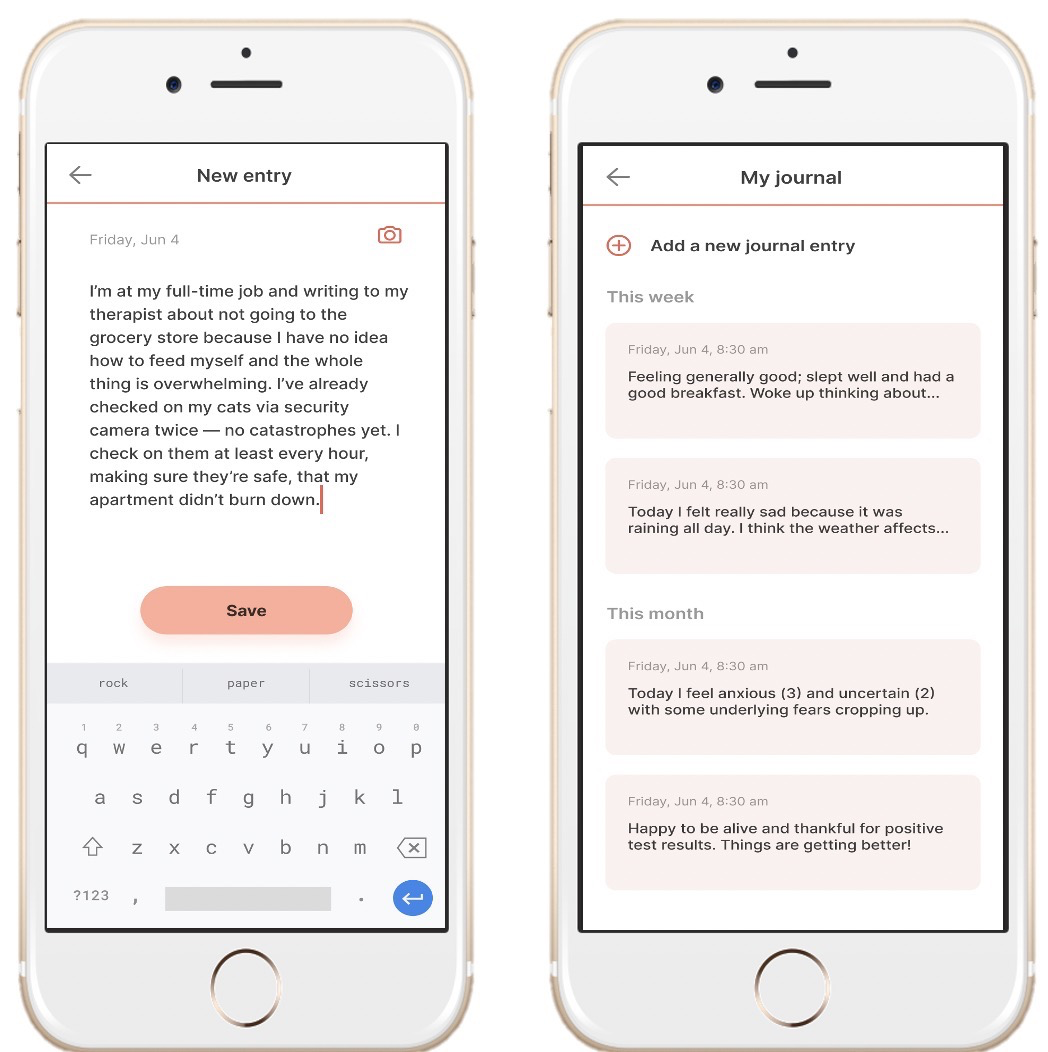 New entry
Friday, Jun 4
I'm at my full-time job and writing to my
therapist about not going to the
grocery store because I have no idea
how to feed myself and the whole
thing is overwhelming. I've already
checked on my cats via security
camera twice — no catastrophes yet. I
check on them at least every hour,
making sure they're safe, that my
apartment didn't burn down.
Save
rock paper scissors
1 2 3 4 5 6 7 8 9 0
q w e r t y u i o p
a s d f g h j k l
z x c v b n m
?123 , .
My journal
Add a new journal entry
This week
Friday, Jun 4, 8:30 am
Feeling generally good; slept well and had a
good breakfast. Woke up thinking about...
Friday, Jun 4, 8:30 am
Today I felt really sad because it was
raining all day. I think the weather affects...
This month
Friday, Jun 4, 8:30 am
Today I feel anxious (3) and uncertain (2)
with some underlying fears cropping up.
Friday, Jun 4, 8:30 am
Happy to be alive and thankful for positive
test results. Things are getting better!